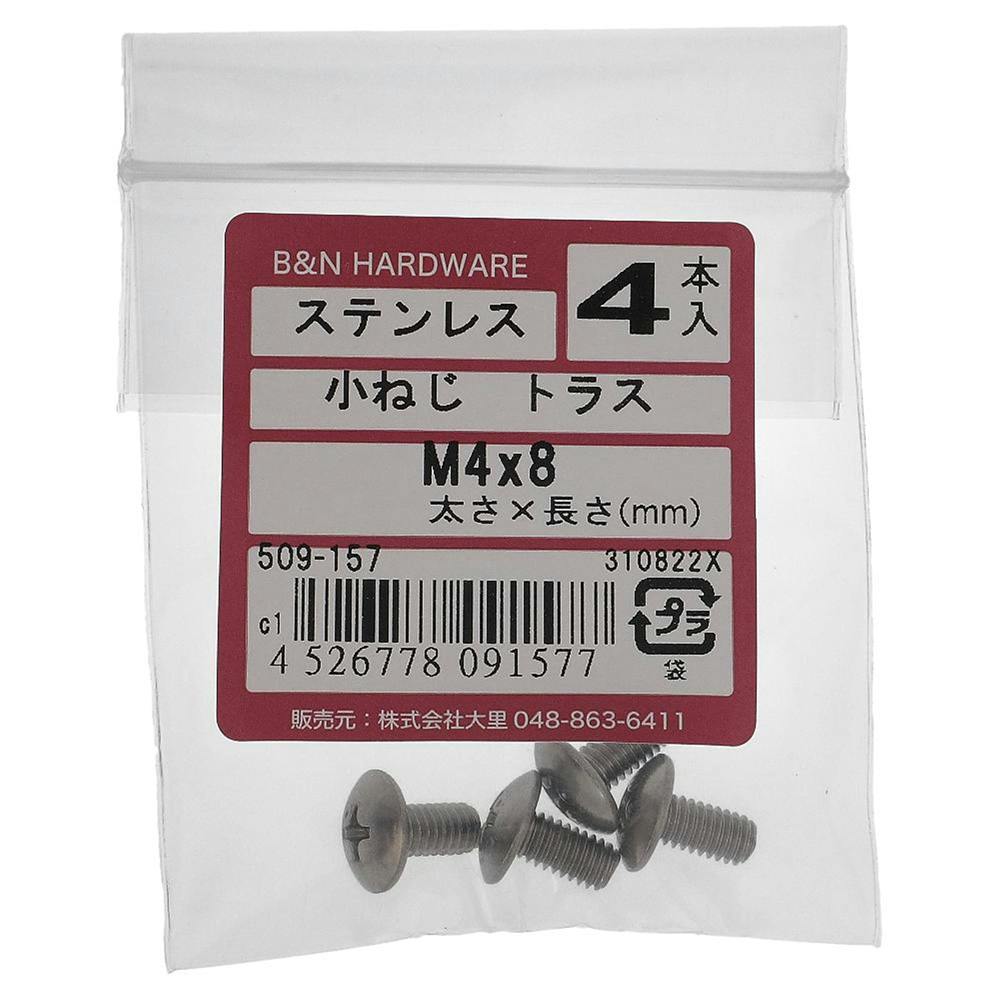 B&N HARDWARE
ステンレス
4本入
小ねじ トラス
M4x8
太さ×長さ(mm)
509-157 310822X
c1
プラ
4 526778 091577
袋
販売元：株式会社大里 048-863-6411